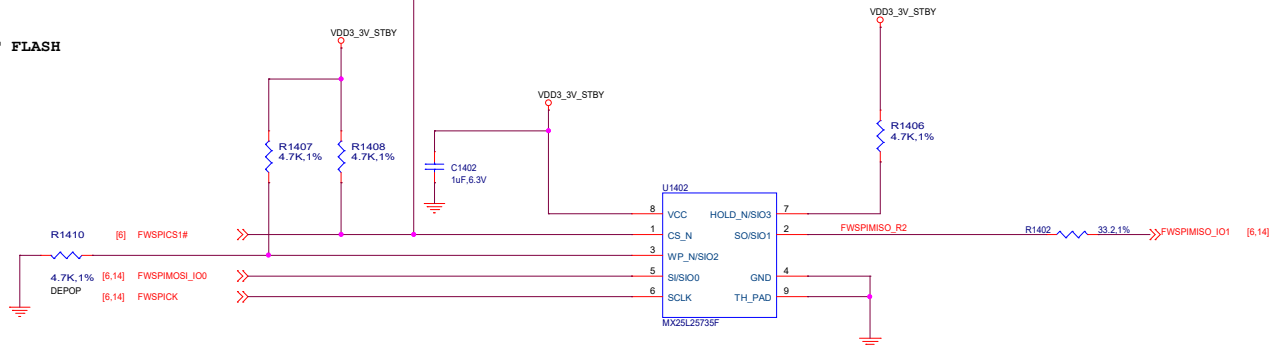 FLASH
VDD3_3V_STBY
VDD3_3V_STBY
VDD3_3V_STBY
R1407
4.7K,1%
R1408
4.7K,1%
R1406
4.7K,1%
C1402
1uF,6.3V
U1402
8 VCC HOLD_N/SIO3 7
R1410 [6] FWSPICS1# 1 CS_N SO/SIO1 2 FWSPIMISO_R2 R1402 33.2,1% FWSPIMISO_IO1 [6,14]
3 WP_N/SIO2
4.7K,1% [6,14] FWSPIMOSI_IO0 5 SI/SIO0 GND 4
DEPOP
[6,14] FWSPICK 6 SCLK TH_PAD 9
MX25L25735F